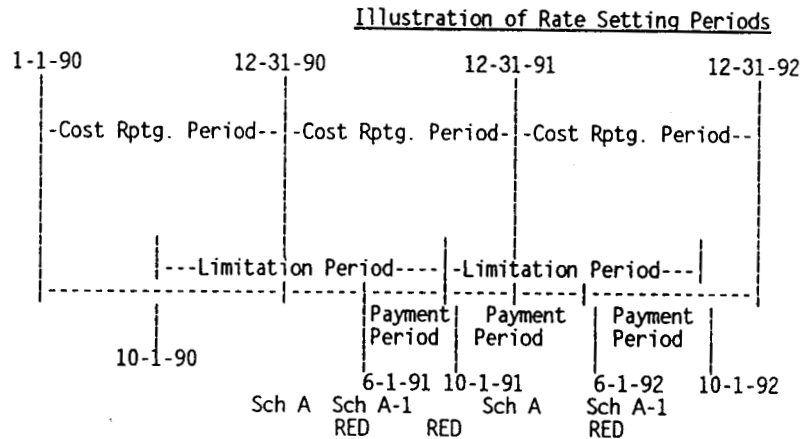 Illustration of Rate Setting Periods
1-1-90 12-31-90 12-31-91 12-31-92
-Cost Rptg. Period-- -Cost Rptg. Period- -Cost Rptg. Period--
---Limitation Period---- -Limitation Period---
Payment Payment Payment
Period Period Period
10-1-90
6-1-91 10-1-91 6-1-92 10-1-92
Sch A Sch A-1 Sch A Sch A-1
RED RED RED